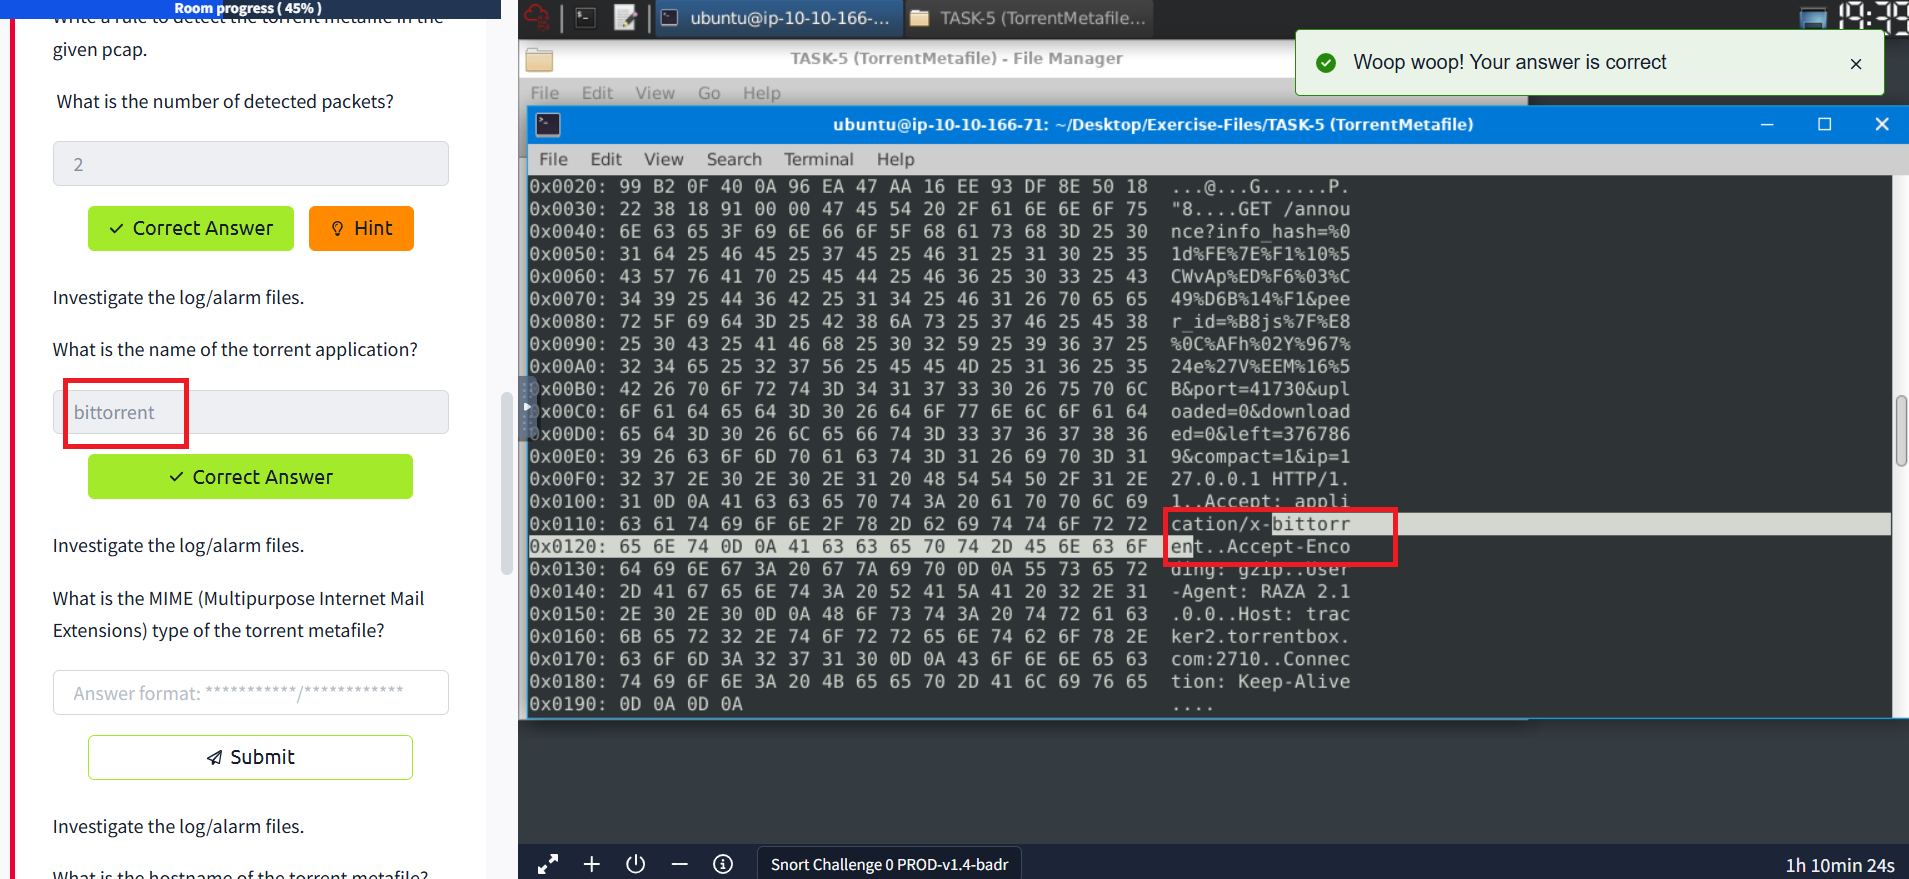 Room progress ( 45% )
Write a rule to detect the torrent metafile in the
given pcap.
What is the number of detected packets?
2
Correct Answer
Hint
Investigate the log/alarm files.
What is the name of the torrent application?
bittorrent
Correct Answer
Investigate the log/alarm files.
What is the MIME (Multipurpose Internet Mail
Extensions) type of the torrent metafile?
Answer format: ***********/************
Submit
Investigate the log/alarm files.
What is the hostname of the torrent metafile?
ubuntu@ip-10-10-166-...
TASK-5 (TorrentMetafile...
19:39
TASK-5 (TorrentMetafile) - File Manager
File Edit View Go Help
Woop woop! Your answer is correct
ubuntu@ip-10-10-166-71: ~/Desktop/Exercise-Files/TASK-5 (TorrentMetafile)
File Edit View Search Terminal Help
0x0020: 99 B2 0F 40 0A 96 EA 47 AA 16 EE 93 DF 8E 50 18 ...@...G......P.
0x0030: 22 38 18 91 00 00 47 45 54 20 2F 61 6E 6E 6F 75 "8....GET /annou
0x0040: 6E 63 65 3F 69 6E 66 6F 5F 68 61 73 68 3D 25 30 nce?info_hash=%0
0x0050: 31 64 25 46 45 25 37 45 25 46 31 25 31 30 25 35 1d%FE%7E%F1%10%5
0x0060: 43 57 76 41 70 25 45 44 25 46 36 25 30 33 25 43 CWvAp%ED%F6%03%C
0x0070: 34 39 25 44 36 42 25 31 34 25 46 31 26 70 65 65 49%D6B%14%F1&pee
0x0080: 72 5F 69 64 3D 25 42 38 6A 73 25 37 46 25 45 38 r_id=%B8js%7F%E8
0x0090: 25 30 43 25 41 46 68 25 30 32 59 25 39 36 37 25 %0C%AFh%02Y%967%
0x00A0: 32 34 65 25 32 37 56 25 45 45 4D 25 31 36 25 35 24e%27V%EEM%16%5
0x00B0: 42 26 70 6F 72 74 3D 34 31 37 33 30 26 75 70 6C B&port=41730&upl
0x00C0: 6F 61 64 65 64 3D 30 26 64 6F 77 6E 6C 6F 61 64 oaded=0&download
0x00D0: 65 64 3D 30 26 6C 65 66 74 3D 33 37 36 37 38 36 ed=0&left=376786
0x00E0: 39 26 63 6F 6D 70 61 63 74 3D 31 26 69 70 3D 31 9&compact=1&ip=1
0x00F0: 32 37 2E 30 2E 30 2E 31 20 48 54 54 50 2F 31 2E 27.0.0.1 HTTP/1.
0x0100: 31 0D 0A 41 63 63 65 70 74 3A 20 61 70 70 6C 69 1..Accept: appli
0x0110: 63 61 74 69 6F 6E 2F 78 2D 62 69 74 74 6F 72 72 cation/x-bittorr
0x0120: 65 6E 74 0D 0A 41 63 63 65 70 74 2D 45 6E 63 6F ent..Accept-Enco
0x0130: 64 69 6E 67 3A 20 67 7A 69 70 0D 0A 55 73 65 72 ding: gzip..User
0x0140: 2D 41 67 65 6E 74 3A 20 52 41 5A 41 20 32 2E 31 -Agent: RAZA 2.1
0x0150: 2E 30 2E 30 0D 0A 48 6F 73 74 3A 20 74 72 61 63 .0.0..Host: trac
0x0160: 6B 65 72 32 2E 74 6F 72 72 65 6E 74 62 6F 78 2E ker2.torrentbox.
0x0170: 63 6F 6D 3A 32 37 31 30 0D 0A 43 6F 6E 6E 65 63 com:2710..Connec
0x0180: 74 69 6F 6E 3A 20 4B 65 65 70 2D 41 6C 69 76 65 tion: Keep-Alive
0x0190: 0D 0A 0D 0A ....
Snort Challenge 0 PROD-v1.4-badr
1h 10min 24s